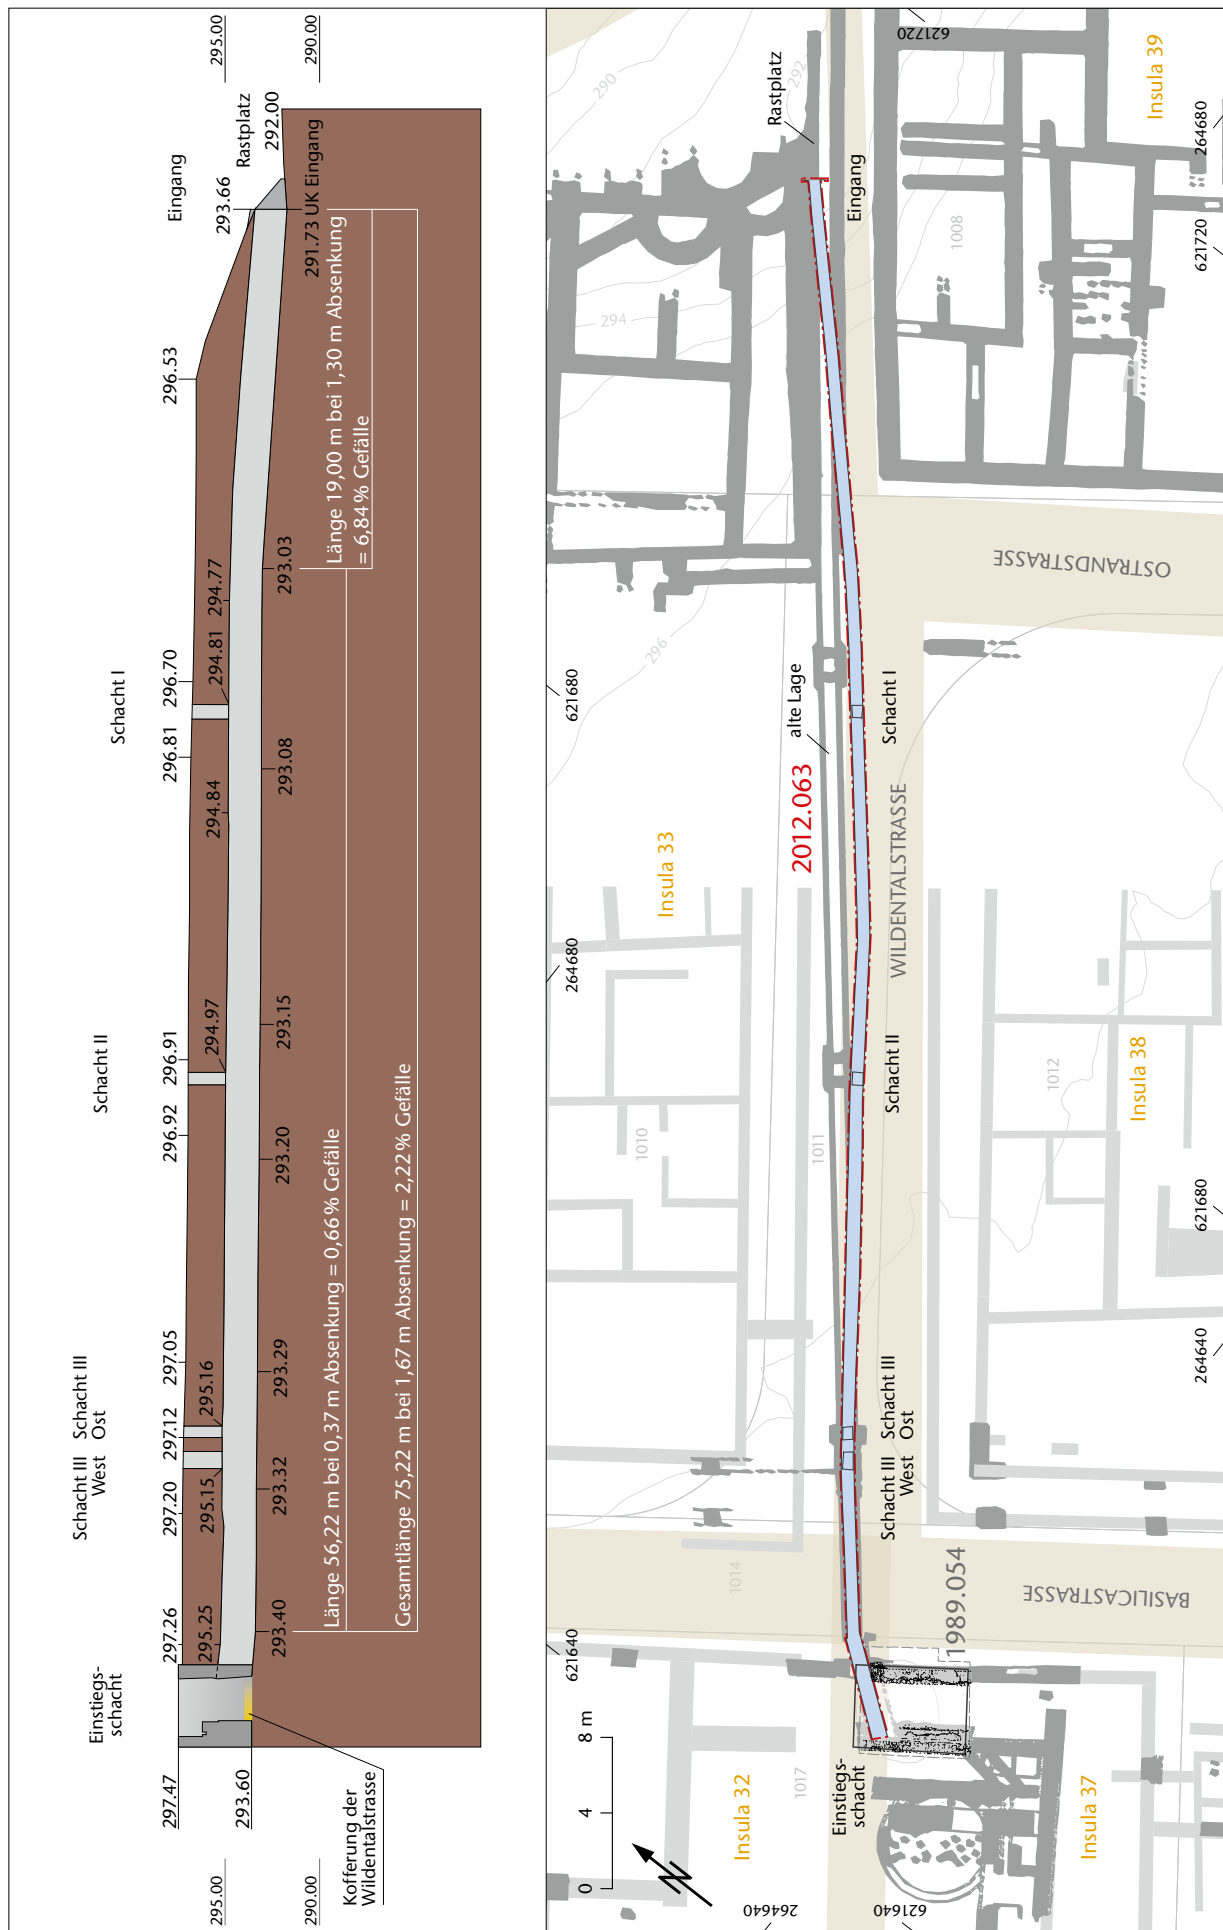 295.00
290.00
Eingang
293.66
Rastplatz
292.00
291.73 UK Eingang
296.53
Länge 19,00 m bei 1,30 m Absenkung
= 6,84% Gefälle
293.03
294.77
294.81
296.70
Schacht I
296.81
294.84
293.08
293.15
294.97
296.91
Schacht II
296.92
293.20
Länge 56,22 m bei 0,37 m Absenkung = 0,66% Gefälle
Gesamtlänge 75,22 m bei 1,67 m Absenkung = 2,22% Gefälle
297.05
293.29
295.16
Schacht III
Ost
297.12
Schacht III
West
297.20
295.15
293.32
297.26
295.25
293.40
Einstiegs-
schacht
297.47
293.60
Kofferung der
Wildentalstrasse
295.00
290.00
290
292
621720
Rastplatz
Insula 39
264680
Eingang
1008
621720
294
OSTRANDSTRASSE
296
621680
alte Lage
Schacht I
2012.063
Insula 33
WILDENTALSTRASSE
264680
Schacht II
1010
1011
1012
Insula 38
621680
264640
Schacht III
Ost
Schacht III
West
1014
BASILICASTRASSE
1989.054
621640
8 m
4
0
N
Insula 32
1017
Einstiegs-
schacht
Insula 37
264640
621640